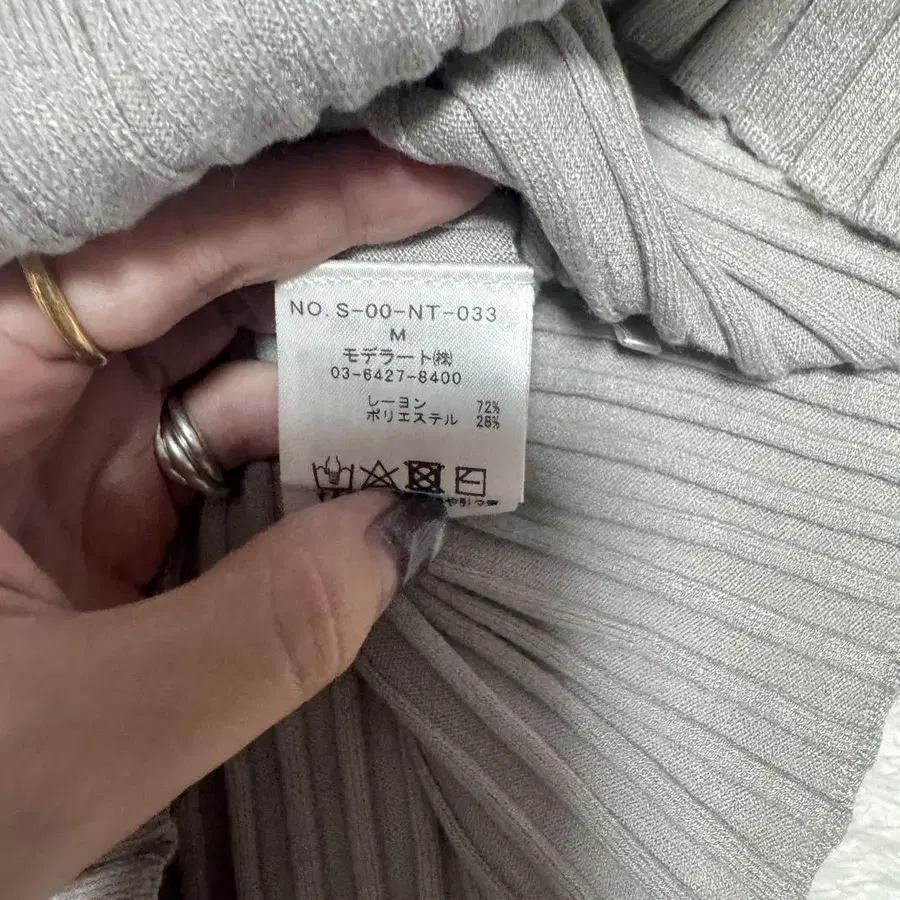 NO. S-00-NT-033
M
モデラート㈱
03-6427-8400
レーヨン 72%
ポリエステル 28%